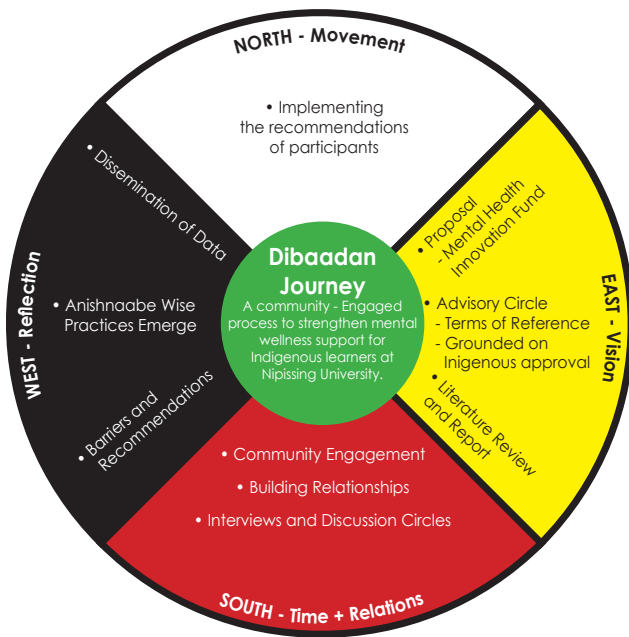 NORTH - Movement
• Implementing
the recommendations
of participants
EAST - Vision
• Proposal
- Mental Health
Innovation Fund
• Advisory Circle
- Terms of Reference
- Grounded on
Inigenous approval
• Literature Review
and Report
SOUTH - Time + Relations
• Community Engagement
• Building Relationships
• Interviews and Discussion Circles
WEST - Reflection
• Dissemination of Data
• Anishnaabe Wise
Practices Emerge
• Barriers and
Recommendations
Dibaadan
Journey
A community - Engaged
process to strengthen mental
wellness support for
Indigenous learners at
Nipissing University.